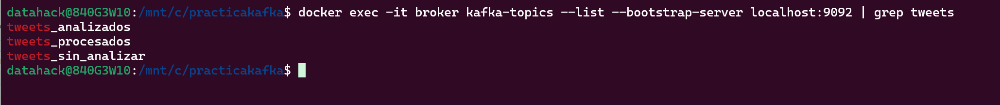 datahack@840G3W10:/mnt/c/practicakafka$ docker exec -it broker kafka-topics --list --bootstrap-server localhost:9092 | grep tweets
tweets_analizados
tweets_procesados
tweets_sin_analizar
datahack@840G3W10:/mnt/c/practicakafka$